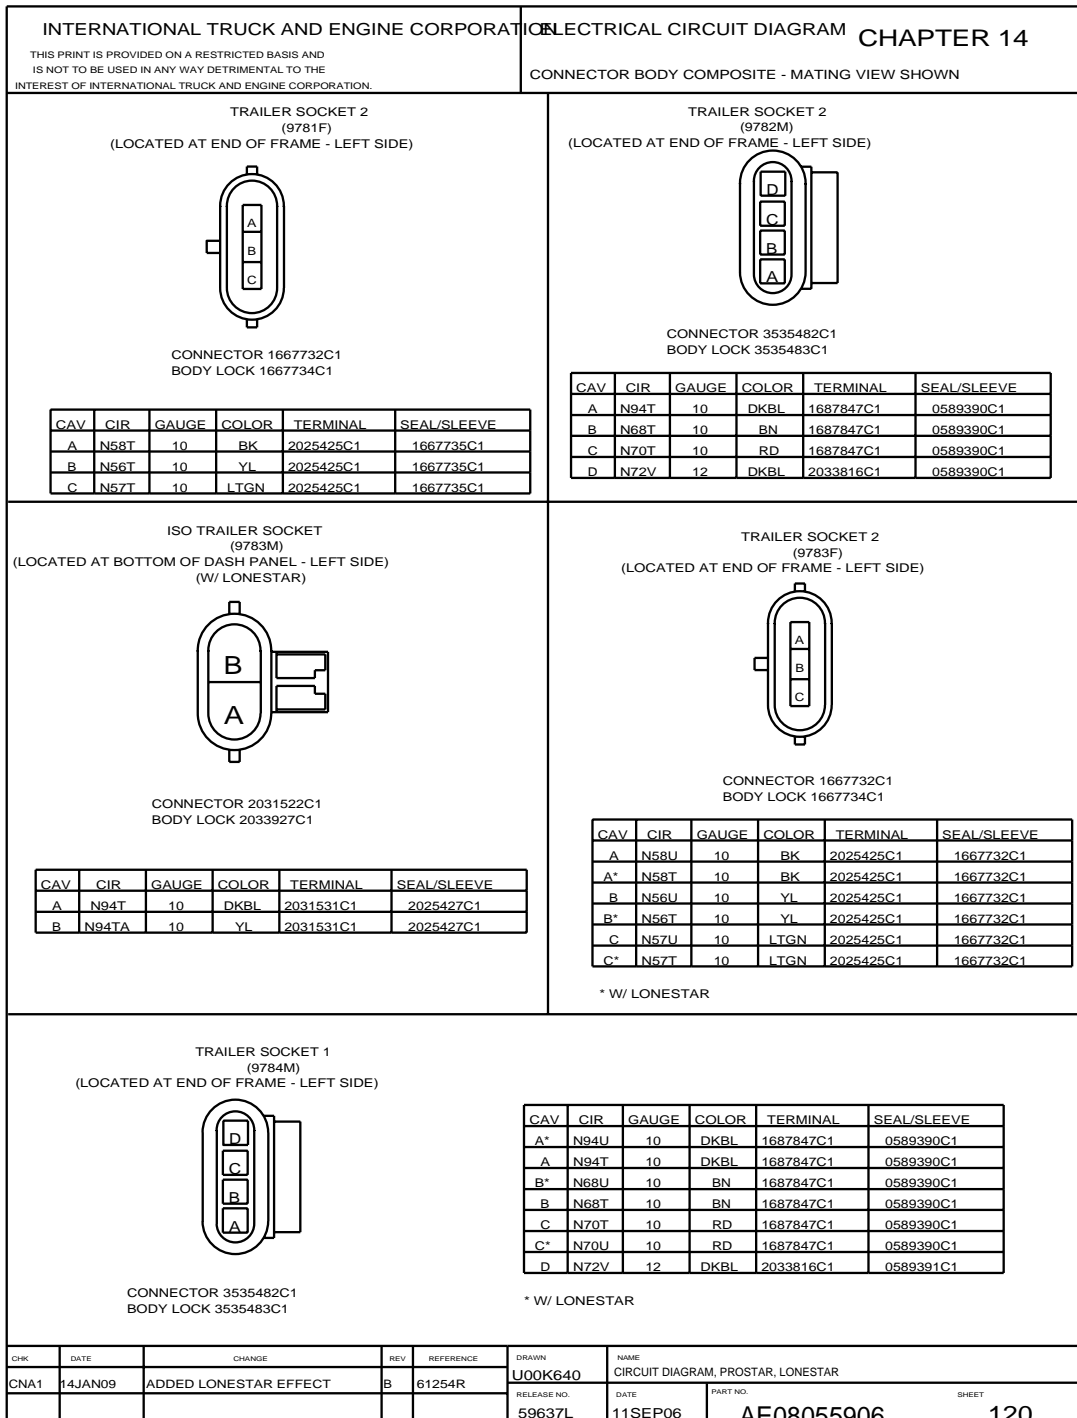 INTERNATIONAL TRUCK AND ENGINE CORPORATION
THIS PRINT IS PROVIDED ON A RESTRICTED BASIS AND
IS NOT TO BE USED IN ANY WAY DETRIMENTAL TO THE
INTEREST OF INTERNATIONAL TRUCK AND ENGINE CORPORATION.
ELECTRICAL CIRCUIT DIAGRAM CHAPTER 14
CONNECTOR BODY COMPOSITE - MATING VIEW SHOWN
TRAILER SOCKET 2
(9781F)
(LOCATED AT END OF FRAME - LEFT SIDE)
A
B
C
CONNECTOR 1667732C1
BODY LOCK 1667734C1
CAV CIR GAUGE COLOR TERMINAL SEAL/SLEEVE
A N58T 10 BK 2025425C1 1667735C1
B N56T 10 YL 2025425C1 1667735C1
C N57T 10 LTGN 2025425C1 1667735C1
TRAILER SOCKET 2
(9782M)
(LOCATED AT END OF FRAME - LEFT SIDE)
D
C
B
A
CONNECTOR 3535482C1
BODY LOCK 3535483C1
CAV CIR GAUGE COLOR TERMINAL SEAL/SLEEVE
A N94T 10 DKBL 1687847C1 0589390C1
B N68T 10 BN 1687847C1 0589390C1
C N70T 10 RD 1687847C1 0589390C1
D N72V 12 DKBL 2033816C1 0589390C1
ISO TRAILER SOCKET
(9783M)
(LOCATED AT BOTTOM OF DASH PANEL - LEFT SIDE)
(W/ LONESTAR)
B
A
CONNECTOR 2031522C1
BODY LOCK 2033927C1
CAV CIR GAUGE COLOR TERMINAL SEAL/SLEEVE
A N94T 10 DKBL 2031531C1 2025427C1
B N94TA 10 YL 2031531C1 2025427C1
TRAILER SOCKET 2
(9783F)
(LOCATED AT END OF FRAME - LEFT SIDE)
A
B
C
CONNECTOR 1667732C1
BODY LOCK 1667734C1
CAV CIR GAUGE COLOR TERMINAL SEAL/SLEEVE
A N58U 10 BK 2025425C1 1667732C1
A* N58T 10 BK 2025425C1 1667732C1
B N56U 10 YL 2025425C1 1667732C1
B* N56T 10 YL 2025425C1 1667732C1
C N57U 10 LTGN 2025425C1 1667732C1
C* N57T 10 LTGN 2025425C1 1667732C1
* W/ LONESTAR
TRAILER SOCKET 1
(9784M)
(LOCATED AT END OF FRAME - LEFT SIDE)
D
C
B
A
CONNECTOR 3535482C1
BODY LOCK 3535483C1
CAV CIR GAUGE COLOR TERMINAL SEAL/SLEEVE
A* N94U 10 DKBL 1687847C1 0589390C1
A N94T 10 DKBL 1687847C1 0589390C1
B* N68U 10 BN 1687847C1 0589390C1
B N68T 10 BN 1687847C1 0589390C1
C N70T 10 RD 1687847C1 0589390C1
C* N70U 10 RD 1687847C1 0589390C1
D N72V 12 DKBL 2033816C1 0589391C1
* W/ LONESTAR
CHK DATE CHANGE REV REFERENCE
CNA1 14JAN09 ADDED LONESTAR EFFECT B 61254R
DRAWN
U00K640
NAME
CIRCUIT DIAGRAM, PROSTAR, LONESTAR
RELEASE NO.
59637L
DATE
11SEP06
PART NO.
AE08055906
SHEET
120